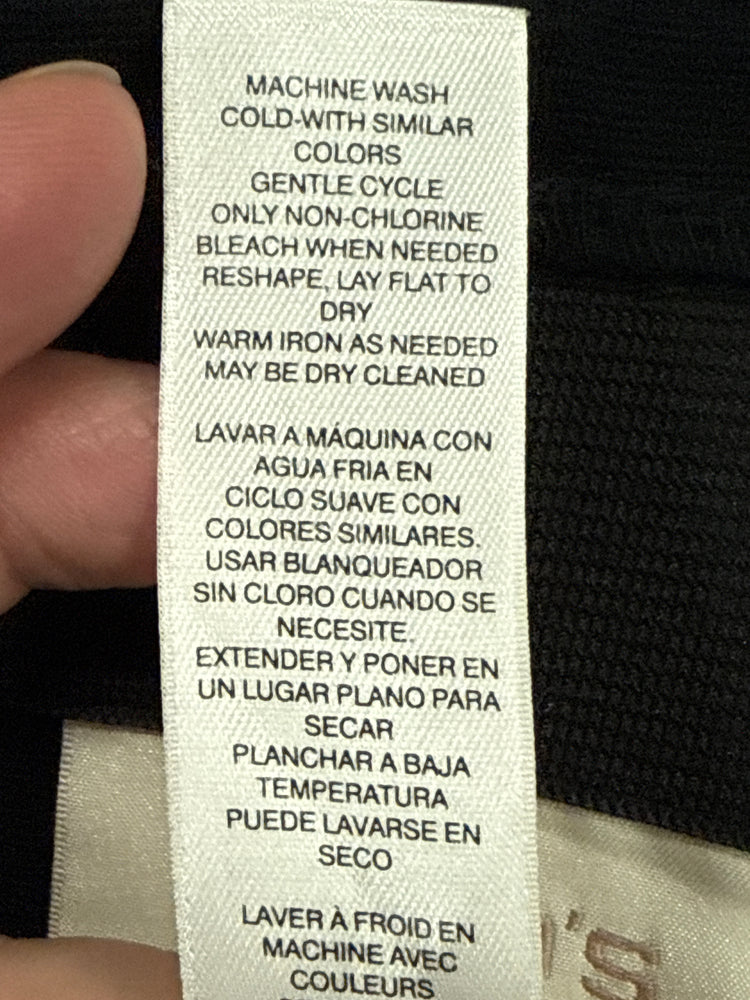 MACHINE WASH
COLD-WITH SIMILAR
COLORS
GENTLE CYCLE
ONLY NON-CHLORINE
BLEACH WHEN NEEDED
RESHAPE, LAY FLAT TO
DRY
WARM IRON AS NEEDED
MAY BE DRY CLEANED
LAVAR A MÁQUINA CON
AGUA FRIA EN
CICLO SUAVE CON
COLORES SIMILARES.
USAR BLANQUEADOR
SIN CLORO CUANDO SE
NECESITE.
EXTENDER Y PONER EN
UN LUGAR PLANO PARA
SECAR
PLANCHAR A BAJA
TEMPERATURA
PUEDE LAVARSE EN
SECO
LAVER À FROID EN
MACHINE AVEC
COULEURS